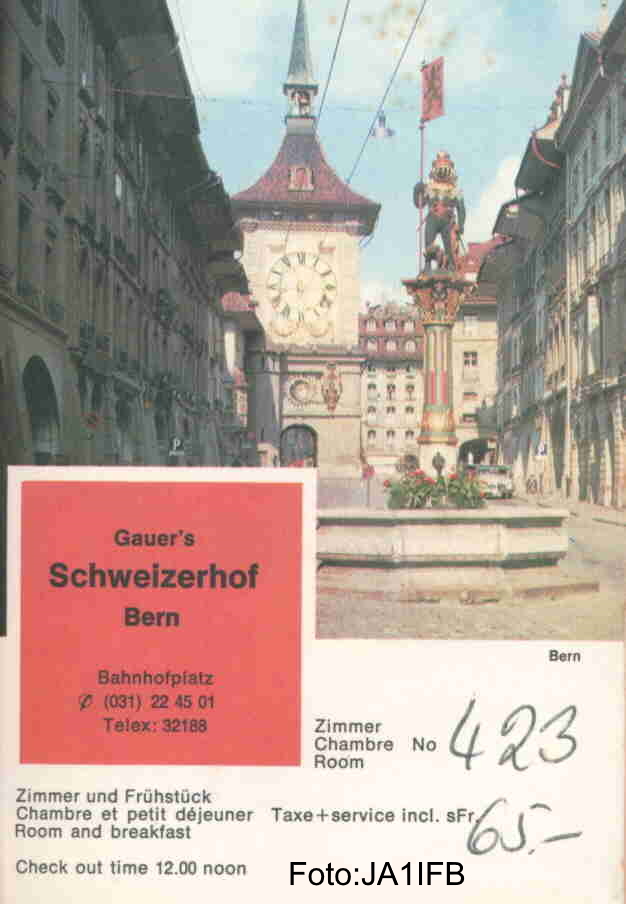 P
Gauer's
Schweizerhof
Bern
Bahnhofplatz
✆ (031) 22 45 01
Telex: 32188
Bern
Zimmer
Chambre No 423
Room
Zimmer und Frühstück
Chambre et petit déjeuner Taxe+service incl. sFr. 65.-
Room and breakfast
Check out time 12.00 noon
Foto:JA1IFB